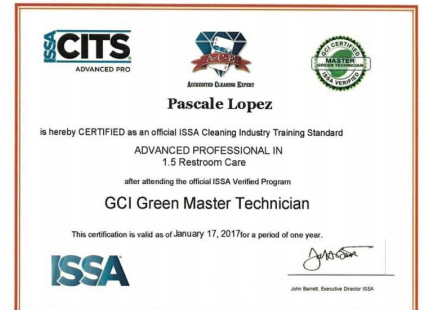 ISSA CITS
ADVANCED PRO
A·C·E
ACCREDITED CLEANING EXPERT
GCI CERTIFIED
MASTER
GREEN TECHNICIAN
ISSA VERIFIED
Pascale Lopez
is hereby CERTIFIED as an official ISSA Cleaning Industry Training Standard
ADVANCED PROFESSIONAL IN
1.5 Restroom Care
after attending the official ISSA Verified Program
GCI Green Master Technician
This certification is valid as of January 17, 2017 for a period of one year.
ISSA
John Barrett, Executive Director ISSA